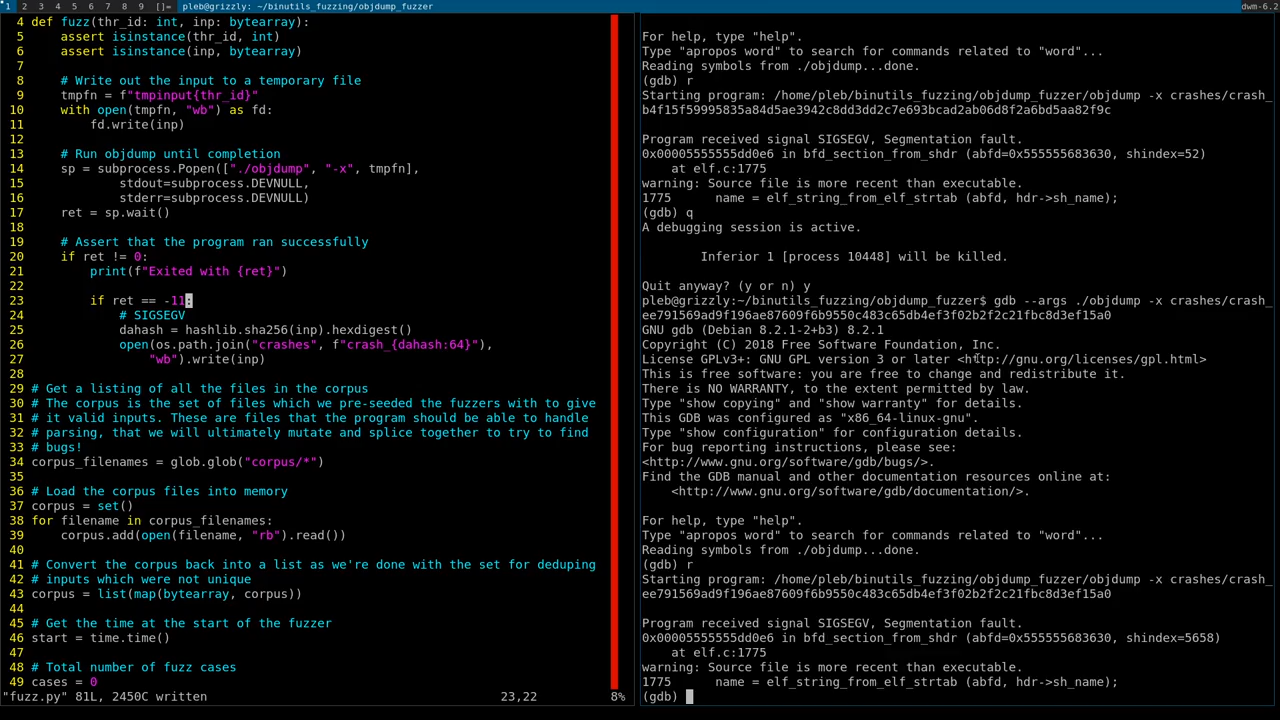 1 2 3 4 5 6 7 8 9 []= pleb@grizzly: ~/binutils_fuzzing/objdump_fuzzer dwm-6.2
4 def fuzz(thr_id: int, inp: bytearray):
5     assert isinstance(thr_id, int)
6     assert isinstance(inp, bytearray)
7
8     # Write out the input to a temporary file
9     tmpfn = f"tmpinput{thr_id}"
10     with open(tmpfn, "wb") as fd:
11         fd.write(inp)
12
13     # Run objdump until completion
14     sp = subprocess.Popen(["./objdump", "-x", tmpfn],
15             stdout=subprocess.DEVNULL,
16             stderr=subprocess.DEVNULL)
17     ret = sp.wait()
18
19     # Assert that the program ran successfully
20     if ret != 0:
21         print(f"Exited with {ret}")
22
23         if ret == -11:
24             # SIGSEGV
25             dahash = hashlib.sha256(inp).hexdigest()
26             open(os.path.join("crashes", f"crash_{dahash:64}"),
27                 "wb").write(inp)
28
29 # Get a listing of all the files in the corpus
30 # The corpus is the set of files which we pre-seeded the fuzzers with to give
31 # it valid inputs. These are files that the program should be able to handle
32 # parsing, that we will ultimately mutate and splice together to try to find
33 # bugs!
34 corpus_filenames = glob.glob("corpus/*")
35
36 # Load the corpus files into memory
37 corpus = set()
38 for filename in corpus_filenames:
39     corpus.add(open(filename, "rb").read())
40
41 # Convert the corpus back into a list as we're done with the set for deduping
42 # inputs which were not unique
43 corpus = list(map(bytearray, corpus))
44
45 # Get the time at the start of the fuzzer
46 start = time.time()
47
48 # Total number of fuzz cases
49 cases = 0
"fuzz.py" 81L, 2450C written 23,22 8%
For help, type "help".
Type "apropos word" to search for commands related to "word"...
Reading symbols from ./objdump...done.
(gdb) r
Starting program: /home/pleb/binutils_fuzzing/objdump_fuzzer/objdump -x crashes/crash_
b4f15f59995835a84d5ae3942c8dd3dd2c7e693bcad2ab06d8f2a6bd5aa82f9c
Program received signal SIGSEGV, Segmentation fault.
0x00005555555dd0e6 in bfd_section_from_shdr (abfd=0x555555683630, shindex=52)
    at elf.c:1775
warning: Source file is more recent than executable.
1775      name = elf_string_from_elf_strtab (abfd, hdr->sh_name);
(gdb) q
A debugging session is active.
        Inferior 1 [process 10448] will be killed.
Quit anyway? (y or n) y
pleb@grizzly:~/binutils_fuzzing/objdump_fuzzer$ gdb --args ./objdump -x crashes/crash_
ee791569ad9f196ae27609f6b9550c483c65db4ef3f02b2f2c21fbc8d3ef15a0
GNU gdb (Debian 8.2.1-2+b3) 8.2.1
Copyright (C) 2018 Free Software Foundation, Inc.
License GPLv3+: GNU GPL version 3 or later <http://gnu.org/licenses/gpl.html>
This is free software: you are free to change and redistribute it.
There is NO WARRANTY, to the extent permitted by law.
Type "show copying" and "show warranty" for details.
This GDB was configured as "x86_64-linux-gnu".
Type "show configuration" for configuration details.
For bug reporting instructions, please see:
<http://www.gnu.org/software/gdb/bugs/>.
Find the GDB manual and other documentation resources online at:
    <http://www.gnu.org/software/gdb/documentation/>.
For help, type "help".
Type "apropos word" to search for commands related to "word"...
Reading symbols from ./objdump...done.
(gdb) r
Starting program: /home/pleb/binutils_fuzzing/objdump_fuzzer/objdump -x crashes/crash_
ee791569ad9f196ae27609f6b9550c483c65db4ef3f02b2f2c21fbc8d3ef15a0
Program received signal SIGSEGV, Segmentation fault.
0x00005555555dd0e6 in bfd_section_from_shdr (abfd=0x555555683630, shindex=5658)
    at elf.c:1775
warning: Source file is more recent than executable.
1775      name = elf_string_from_elf_strtab (abfd, hdr->sh_name);
(gdb)